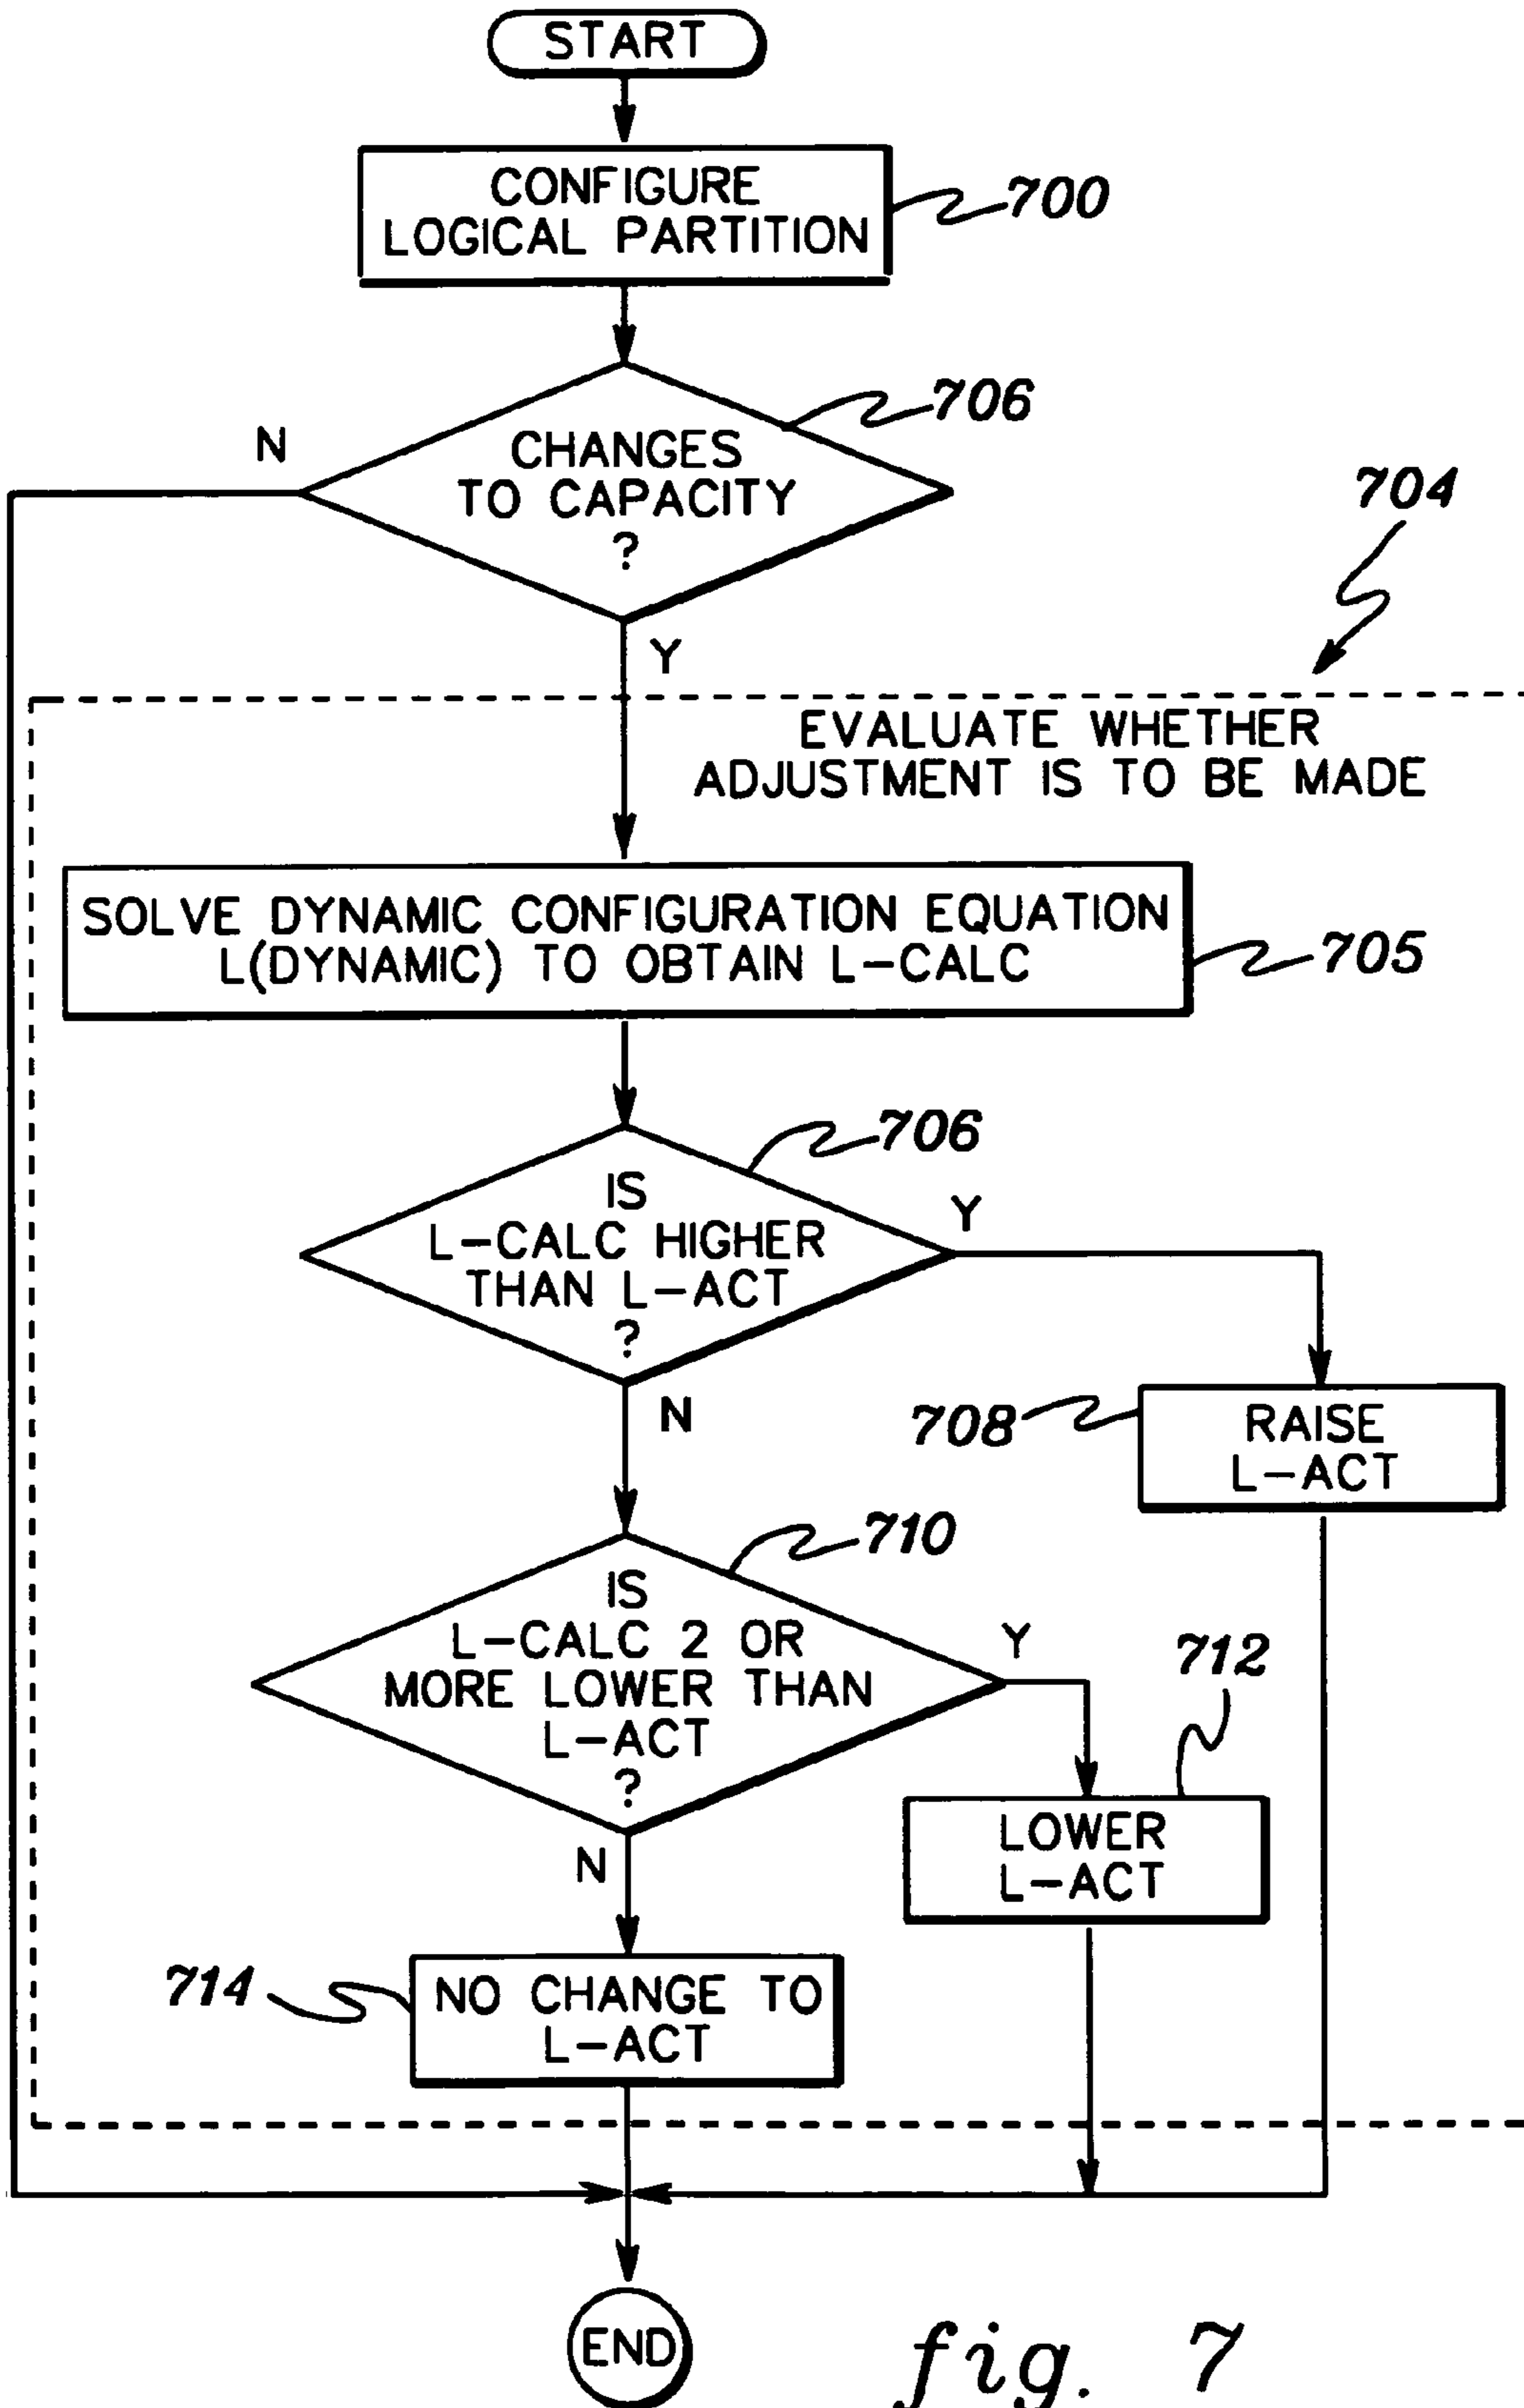 START
CONFIGURE
LOGICAL PARTITION
700
706
N
CHANGES
TO CAPACITY
?
704
Y
EVALUATE WHETHER
ADJUSTMENT IS TO BE MADE
SOLVE DYNAMIC CONFIGURATION EQUATION
L(DYNAMIC) TO OBTAIN L-CALC
705
706
IS
L-CALC HIGHER
THAN L-ACT
?
Y
N
708
RAISE
L-ACT
710
IS
L-CALC 2 OR
MORE LOWER THAN
L-ACT
?
Y
712
N
LOWER
L-ACT
714
NO CHANGE TO
L-ACT
END
fig. 7